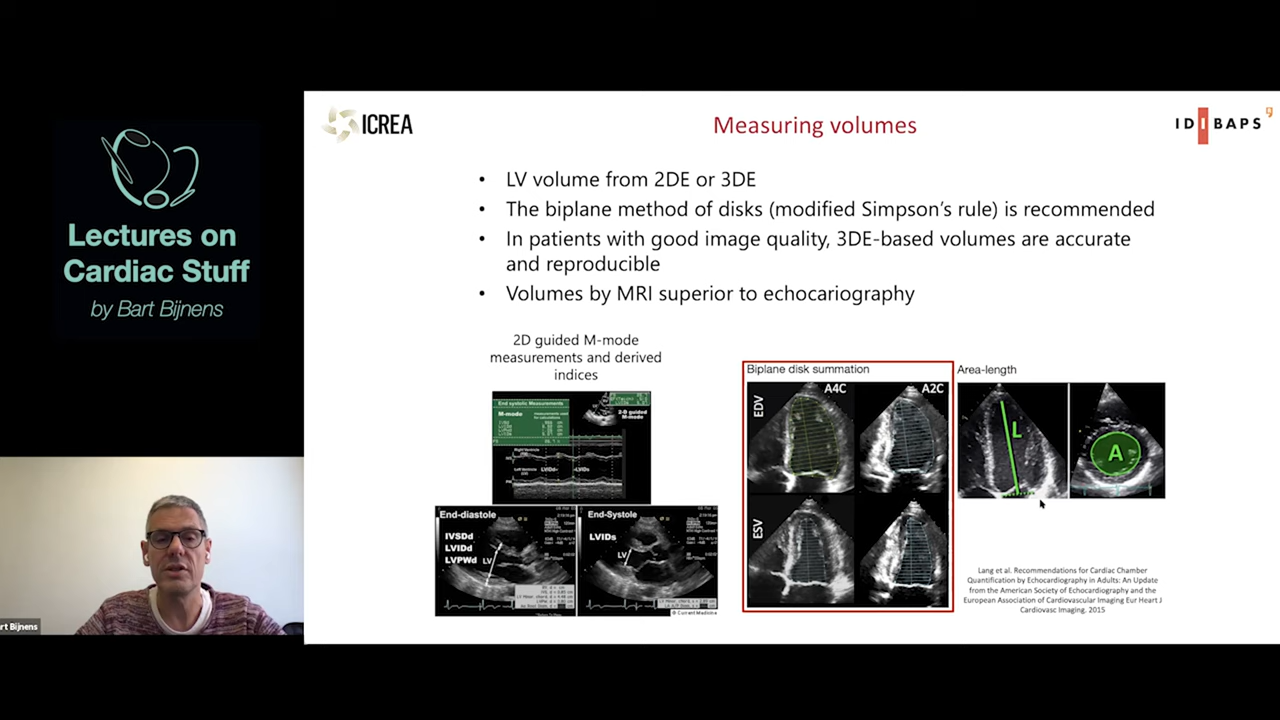 Lectures on
Cardiac Stuff
by Bart Bijnens
rt Bijnens
ICREA
Measuring volumes
IDIBAPS
• LV volume from 2DE or 3DE
• The biplane method of disks (modified Simpson's rule) is recommended
• In patients with good image quality, 3DE-based volumes are accurate
and reproducible
• Volumes by MRI superior to echocariography
2D guided M-mode
measurements and derived
indices
End systolic Measurements
M-mode
2-D guided
M-mode
LVIDd
LVIDs
End-diastole
IVSDd
LVIDd
LVPWd
LV
End-Systole
LVIDs
LV
Biplane disk summation
A4C
A2C
EDV
ESV
Area-length
L
A
Lang et al. Recommendations for Cardiac Chamber
Quantification by Echocardiography in Adults: An Update
from the American Society of Echocardiography and the
European Association of Cardiovascular Imaging Eur Heart J
Cardiovasc Imaging. 2015